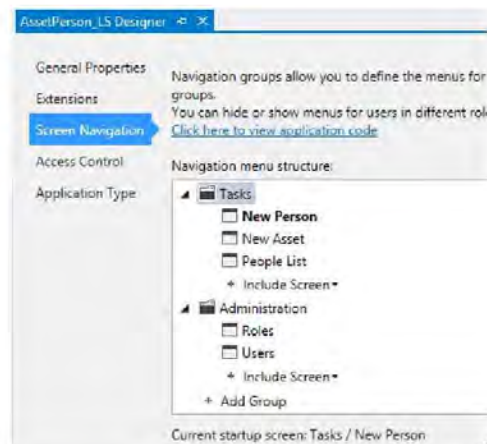 AssetPerson_LS Designer
General Properties
Extensions
Screen Navigation
Access Control
Application Type
Navigation groups allow you to define the menus for
groups.
You can hide or show menus for users in different rol
Click here to view application code
Navigation menu structure:
Tasks
New Person
New Asset
People List
+ Include Screen
Administration
Roles
Users
+ Include Screen
+ Add Group
Current startup screen: Tasks / New Person